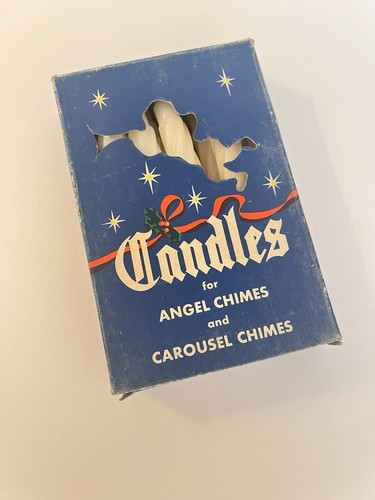 Candles
for
ANGEL CHIMES
and
CAROUSEL CHIMES